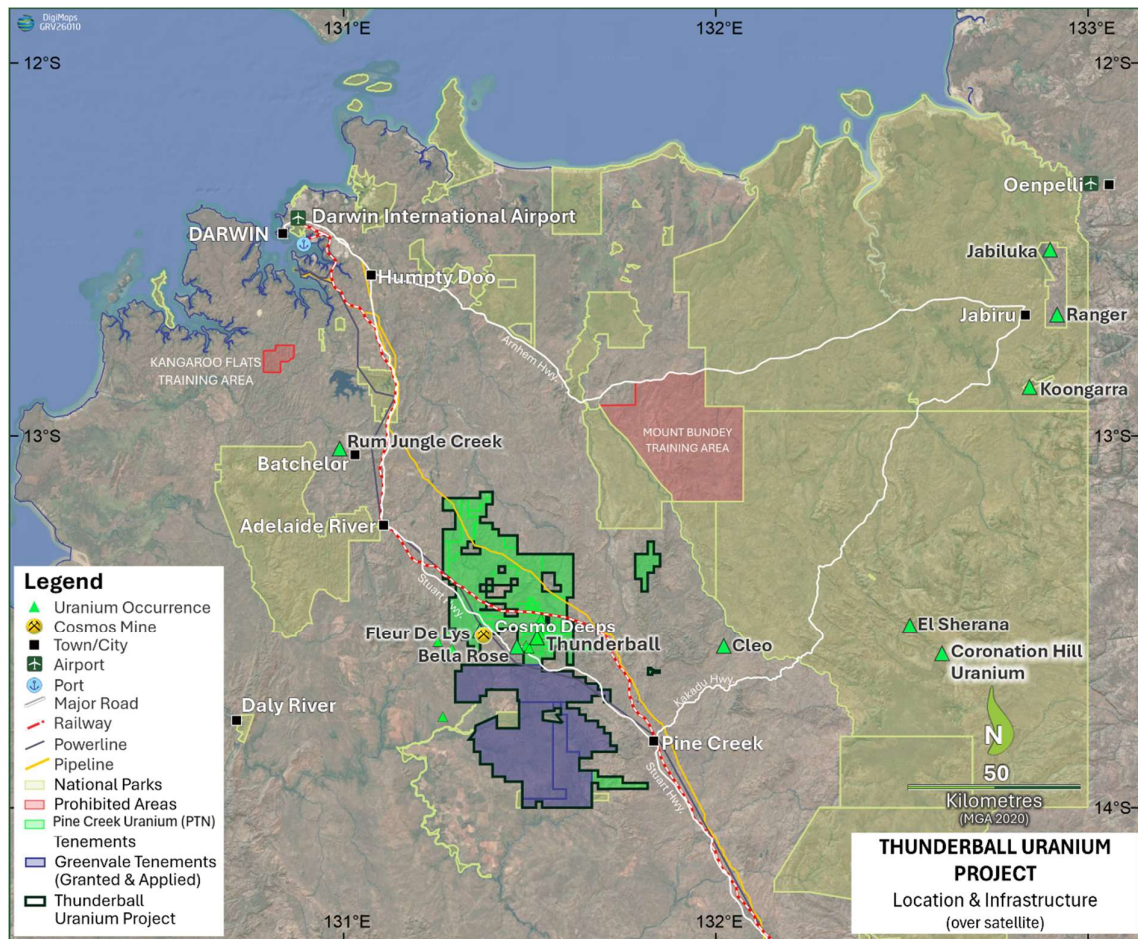 DigiMaps
GRV26010
131°E
132°E
133°E
12°S
12°S
Oenpelli
Darwin International Airport
DARWIN
Jabiluka
Humpty Doo
Jabiru
Ranger
Arnhem Hwy.
KANGAROO FLATS
TRAINING AREA
Koongarra
13°S
13°S
MOUNT BUNDEY
TRAINING AREA
Rum Jungle Creek
Batchelor
Adelaide River
Stuart Hwy.
Fleur De Lys
Cosmo Deeps
Thunderball
Bella Rose
Cleo
El Sherana
Coronation Hill
Uranium
Kakadu Hwy.
Daly River
Pine Creek
Stuart Hwy.
N
50
Kilometres
(MGA 2020)
14°S
Legend
Uranium Occurrence
Cosmos Mine
Town/City
Airport
Port
Major Road
Railway
Powerline
Pipeline
National Parks
Prohibited Areas
Pine Creek Uranium (PTN)
Tenements
Greenvale Tenements
(Granted & Applied)
Thunderball
Uranium Project
THUNDERBALL URANIUM
PROJECT
Location & Infrastructure
(over satellite)
131°E
132°E